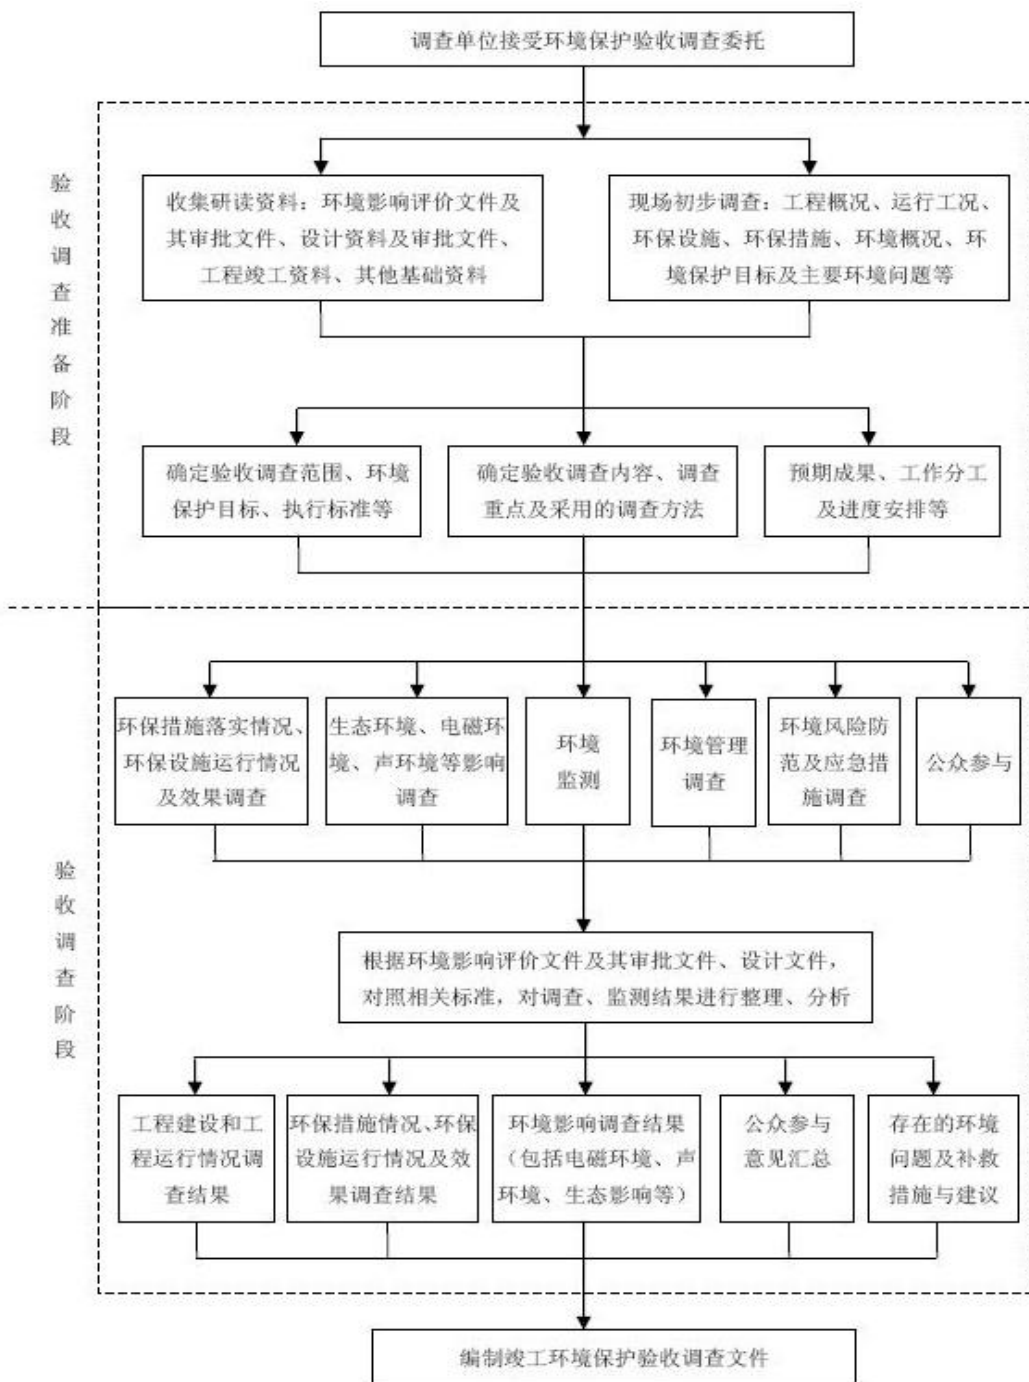 调查单位接受环境保护验收调查委托
验收调查准备阶段
收集研读资料：环境影响评价文件及
其审批文件、设计资料及审批文件、
工程竣工资料、其他基础资料
现场初步调查：工程概况、运行工况、
环保设施、环保措施、环境概况、环
境保护目标及主要环境问题等
确定验收调查范围、环境
保护目标、执行标准等
确定验收调查内容、调查
重点及采用的调查方法
预期成果、工作分工
及进度安排等
验收调查阶段
环保措施落实情况、
环保设施运行情况
及效果调查
生态环境、电磁环
境、声环境等影响
调查
环境
监测
环境管理
调查
环境风险防
范及应急措
施调查
公众参与
根据环境影响评价文件及其审批文件、设计文件，
对照相关标准，对调查、监测结果进行整理、分析
工程建设和工
程运行情况调
查结果
环保措施情况、环保
设施运行情况及效
果调查结果
环境影响调查结果
（包括电磁环境、声
环境、生态影响等）
公众参与
意见汇总
存在的环境
问题及补救
措施与建议
编制竣工环境保护验收调查文件